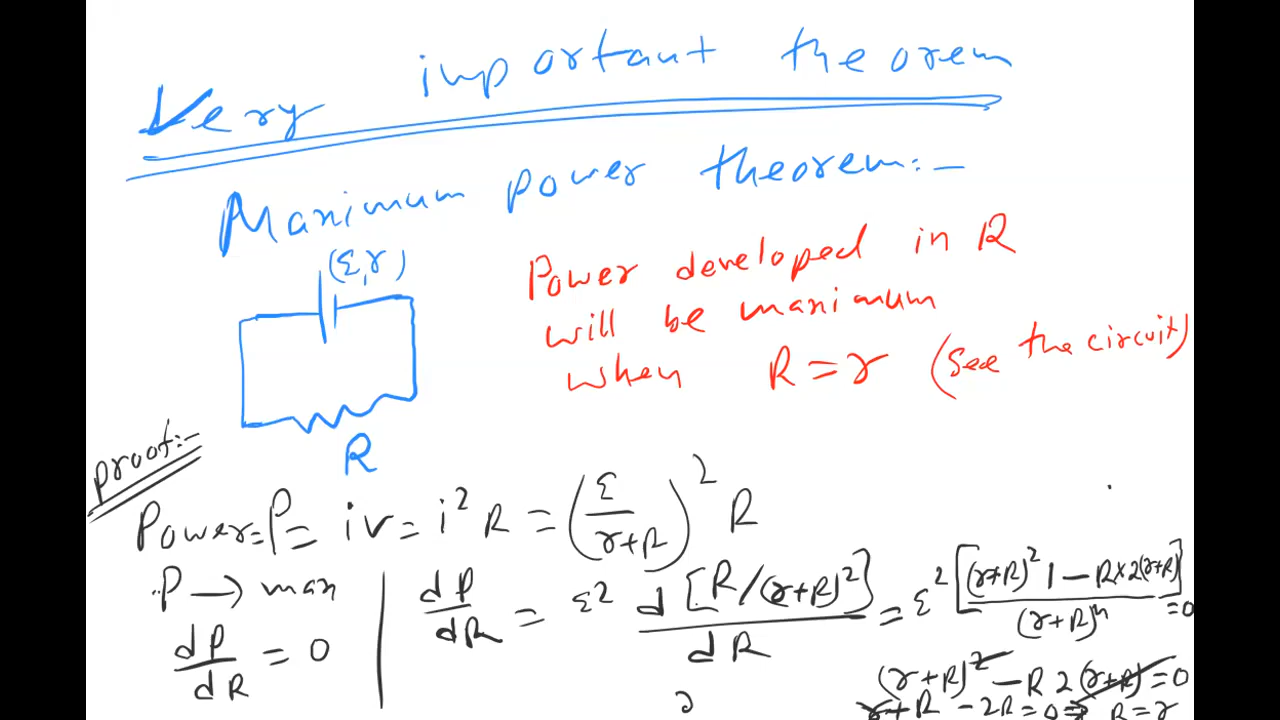 Very important theorem
Maximum power theorem:-
(ε,r)
R
Power developed in R
will be maximum
when R = r (see the circuit)
proof:-
Power = P = iv = i² R = (ε/(r+R))² R
P → max
dP/dR = 0
dP/dR = ε² d[R/(r+R)²]/dR = ε² [(r+R)² 1 - R×2(r+R)]/(r+R)⁴ = 0
(r+R)² - R 2(r+R) = 0
r+R - 2R = 0 ⇒ R = r